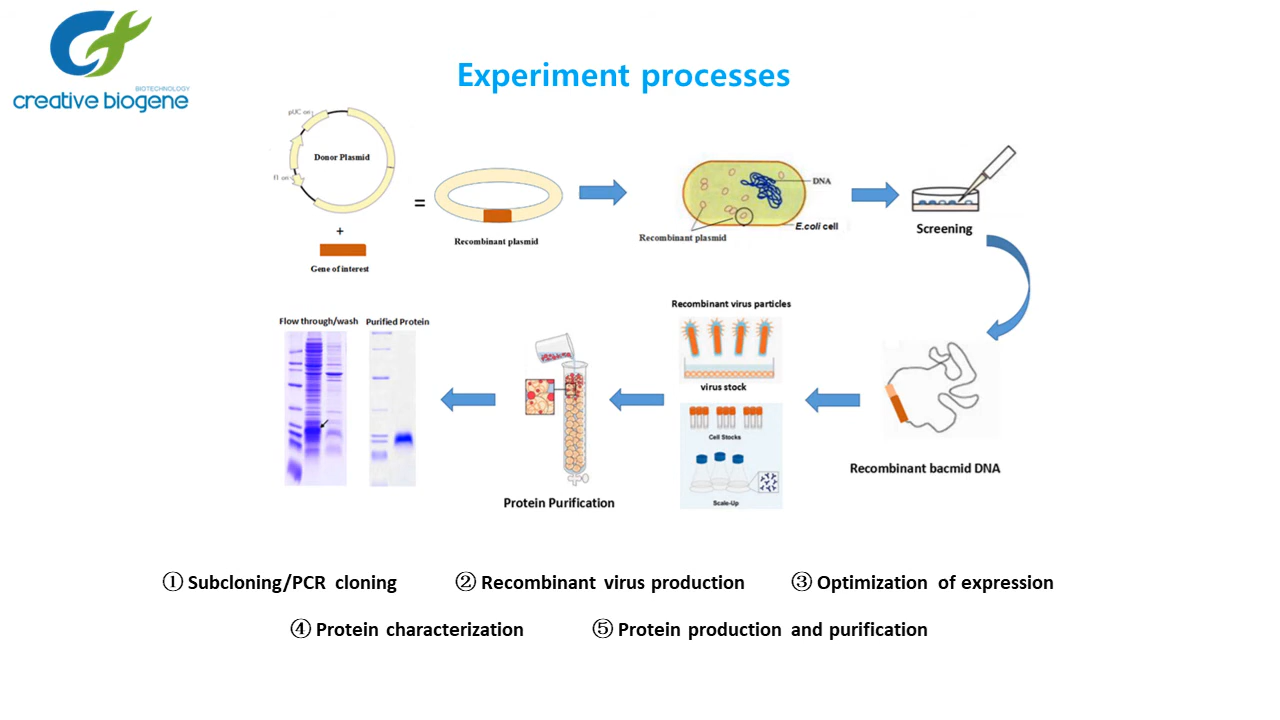 BIOTECHNOLOGY
creative biogene
Experiment processes
pUC ori
Donor Plasmid
f1 ori
+
Gene of interest
=
Recombinant plasmid
DNA
E.coli cell
Recombinant plasmid
Screening
Flow through/wash
Purified Protein
Protein Purification
Recombinant virus particles
virus stock
Cell Stocks
Scale-Up
Recombinant bacmid DNA
① Subcloning/PCR cloning ② Recombinant virus production ③ Optimization of expression
④ Protein characterization ⑤ Protein production and purification